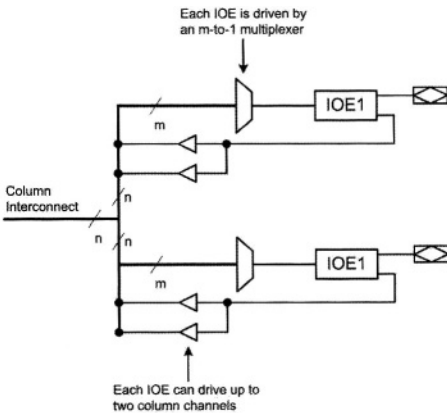 Each IOE is driven by
an m-to-1 multiplexer
IOE1
m
Column
Interconnect
n
n
n
IOE1
m
Each IOE can drive up to
two column channels